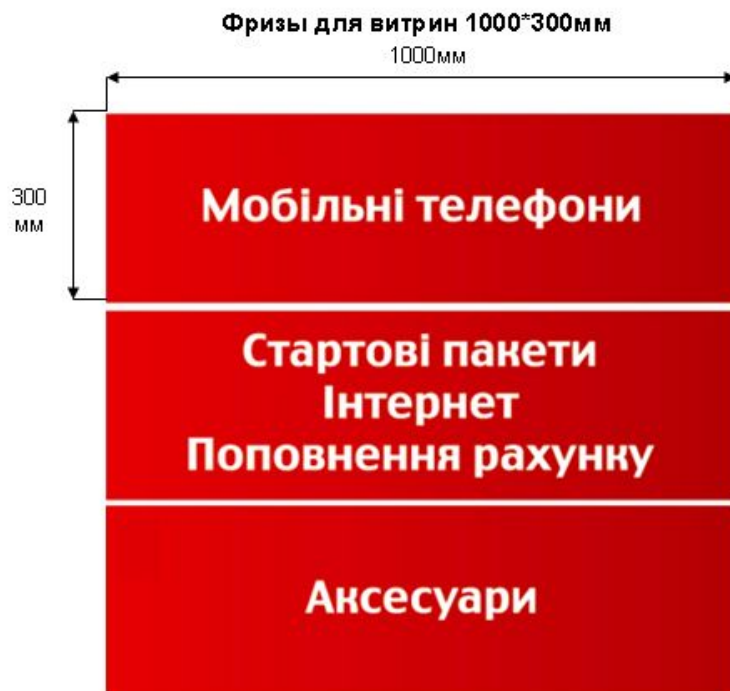 Фризы для витрин 1000*300мм
1000мм
300
мм
Мобільні телефони
Стартові пакети
Інтернет
Поповнення рахунку
Аксесуари